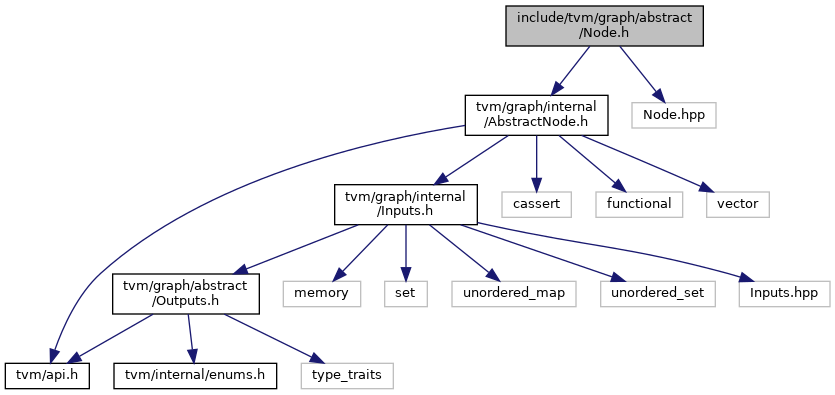 include/tvm/graph/abstract
/Node.h
tvm/graph/internal
/AbstractNode.h
Node.hpp
tvm/graph/internal
/Inputs.h
cassert
functional
vector
tvm/graph/abstract
/Outputs.h
memory
set
unordered_map
unordered_set
Inputs.hpp
tvm/api.h
tvm/internal/enums.h
type_traits